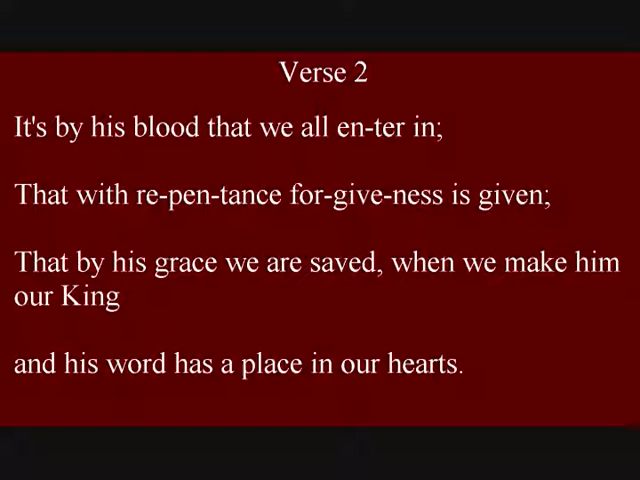 Verse 2
It's by his blood that we all en-ter in;
That with re-pen-tance for-give-ness is given;
That by his grace we are saved, when we make him
our King
and his word has a place in our hearts.